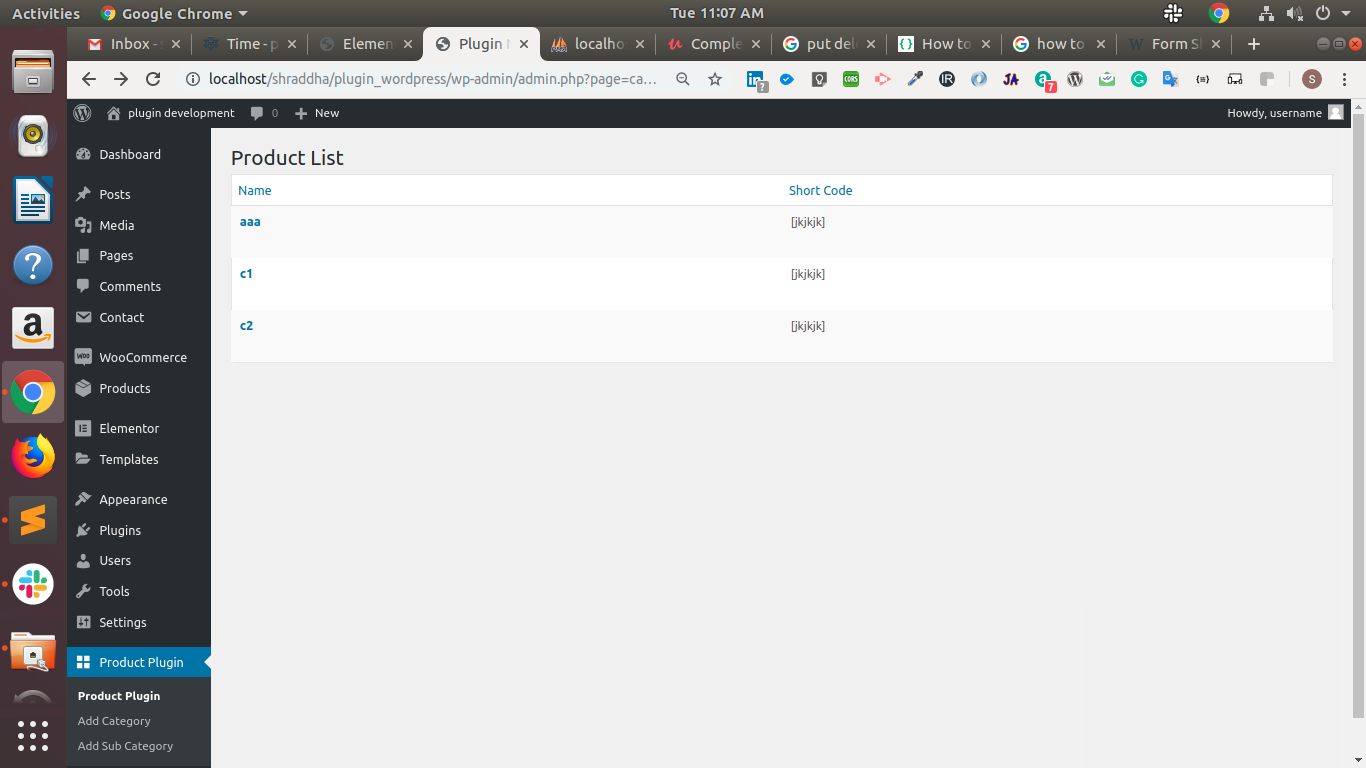 Activities Google Chrome Tue 11:07 AM
Inbox - Time - p Elemen Plugin localho Comple put del How to how to Form S
localhost/shraddha/plugin_wordpress/wp-admin/admin.php?page=ca...
in ? CORS IR JA a 7 S
plugin development 0 New Howdy, username
Dashboard
Posts
Media
Pages
Comments
Contact
WooCommerce
Products
Elementor
Templates
Appearance
Plugins
Users
Tools
Settings
Product Plugin
Product Plugin
Add Category
Add Sub Category
Product List
Name Short Code
aaa [jkjkjk]
c1 [jkjkjk]
c2 [jkjkjk]